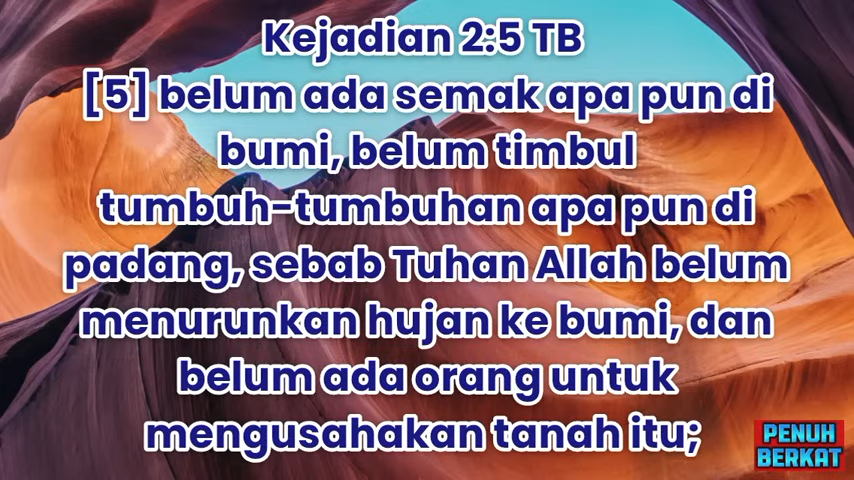 Kejadian 2:5 TB
[5] belum ada semak apa pun di
bumi, belum timbul
tumbuh-tumbuhan apa pun di
padang, sebab Tuhan Allah belum
menurunkan hujan ke bumi, dan
belum ada orang untuk
mengusahakan tanah itu;
PENUH
BERKAT